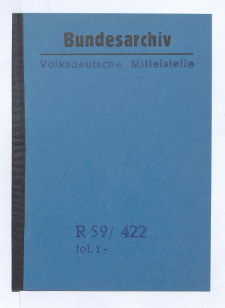 Bundesarchiv
Volksdeutsche Mittelstelle
R 59/ 422
fol. 1-